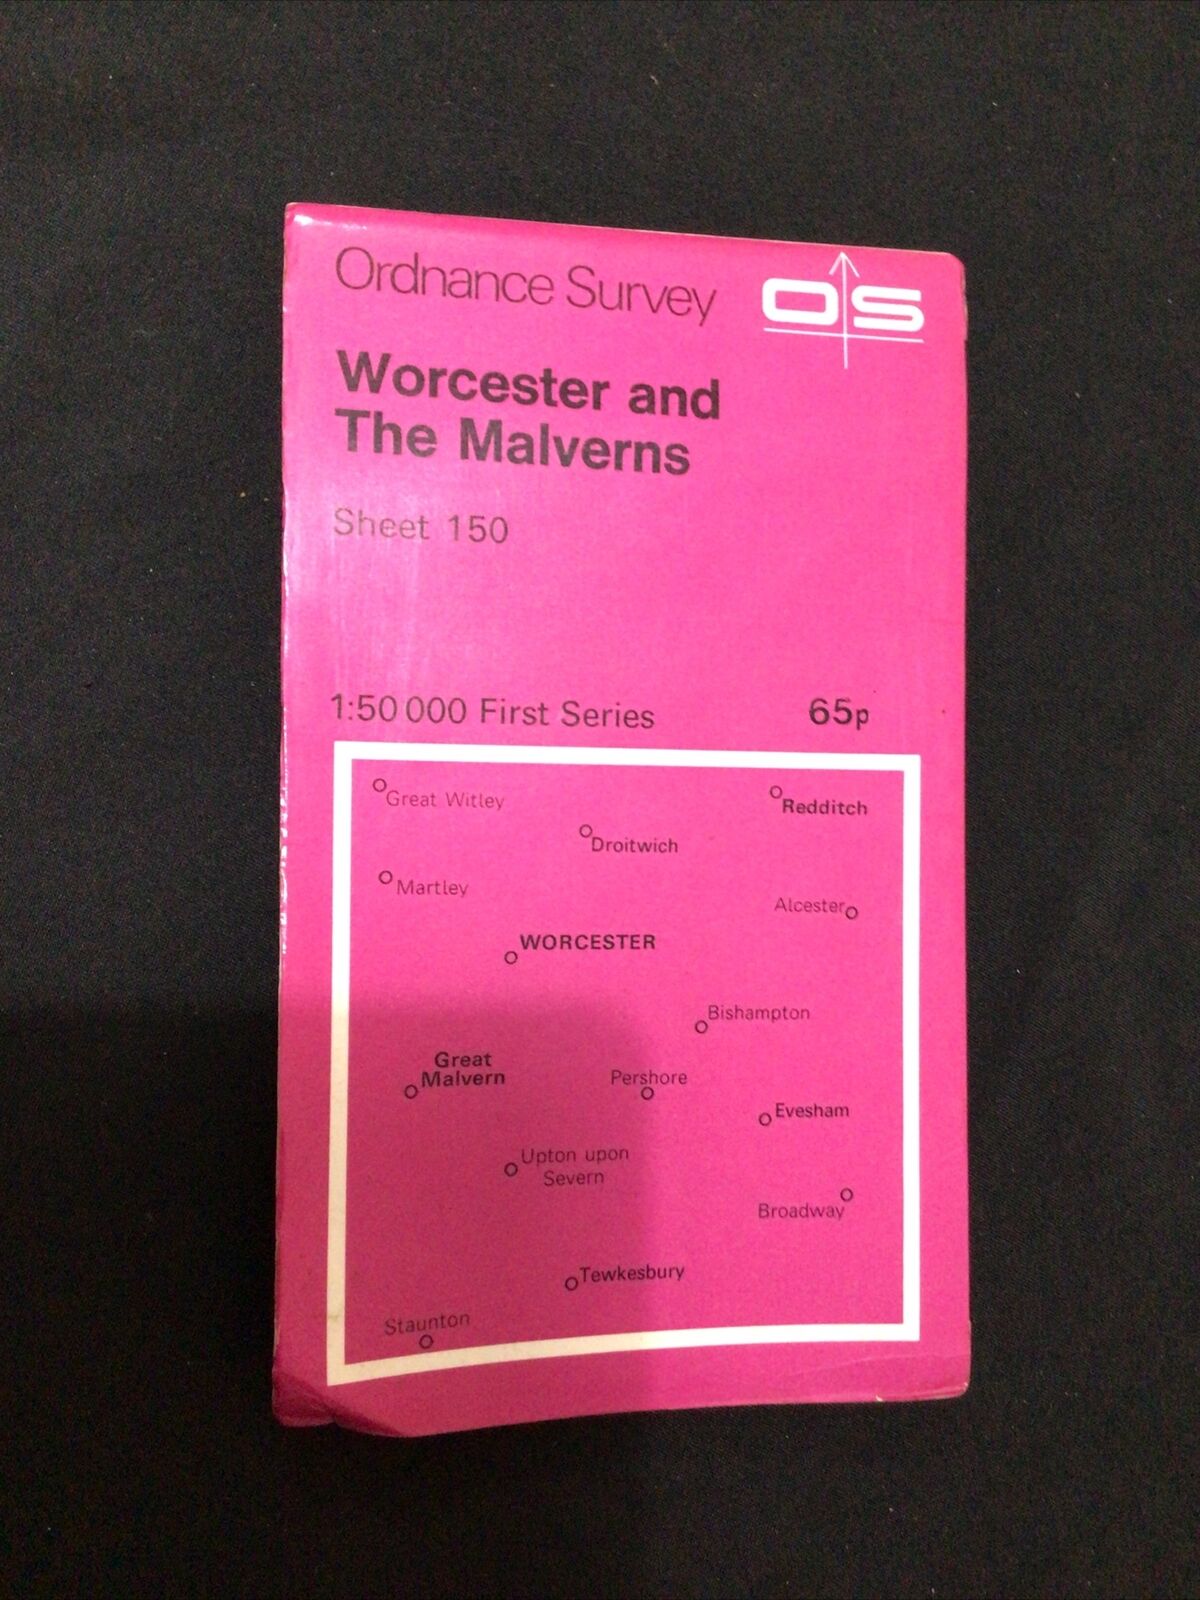 Ordnance Survey
OS
Worcester and
The Malverns
Sheet 150
1:50 000 First Series 65p
Great Witley
Redditch
Droitwich
Martley
Alcester
WORCESTER
Bishampton
Great
Malvern
Pershore
Evesham
Upton upon
Severn
Broadway
Tewkesbury
Staunton